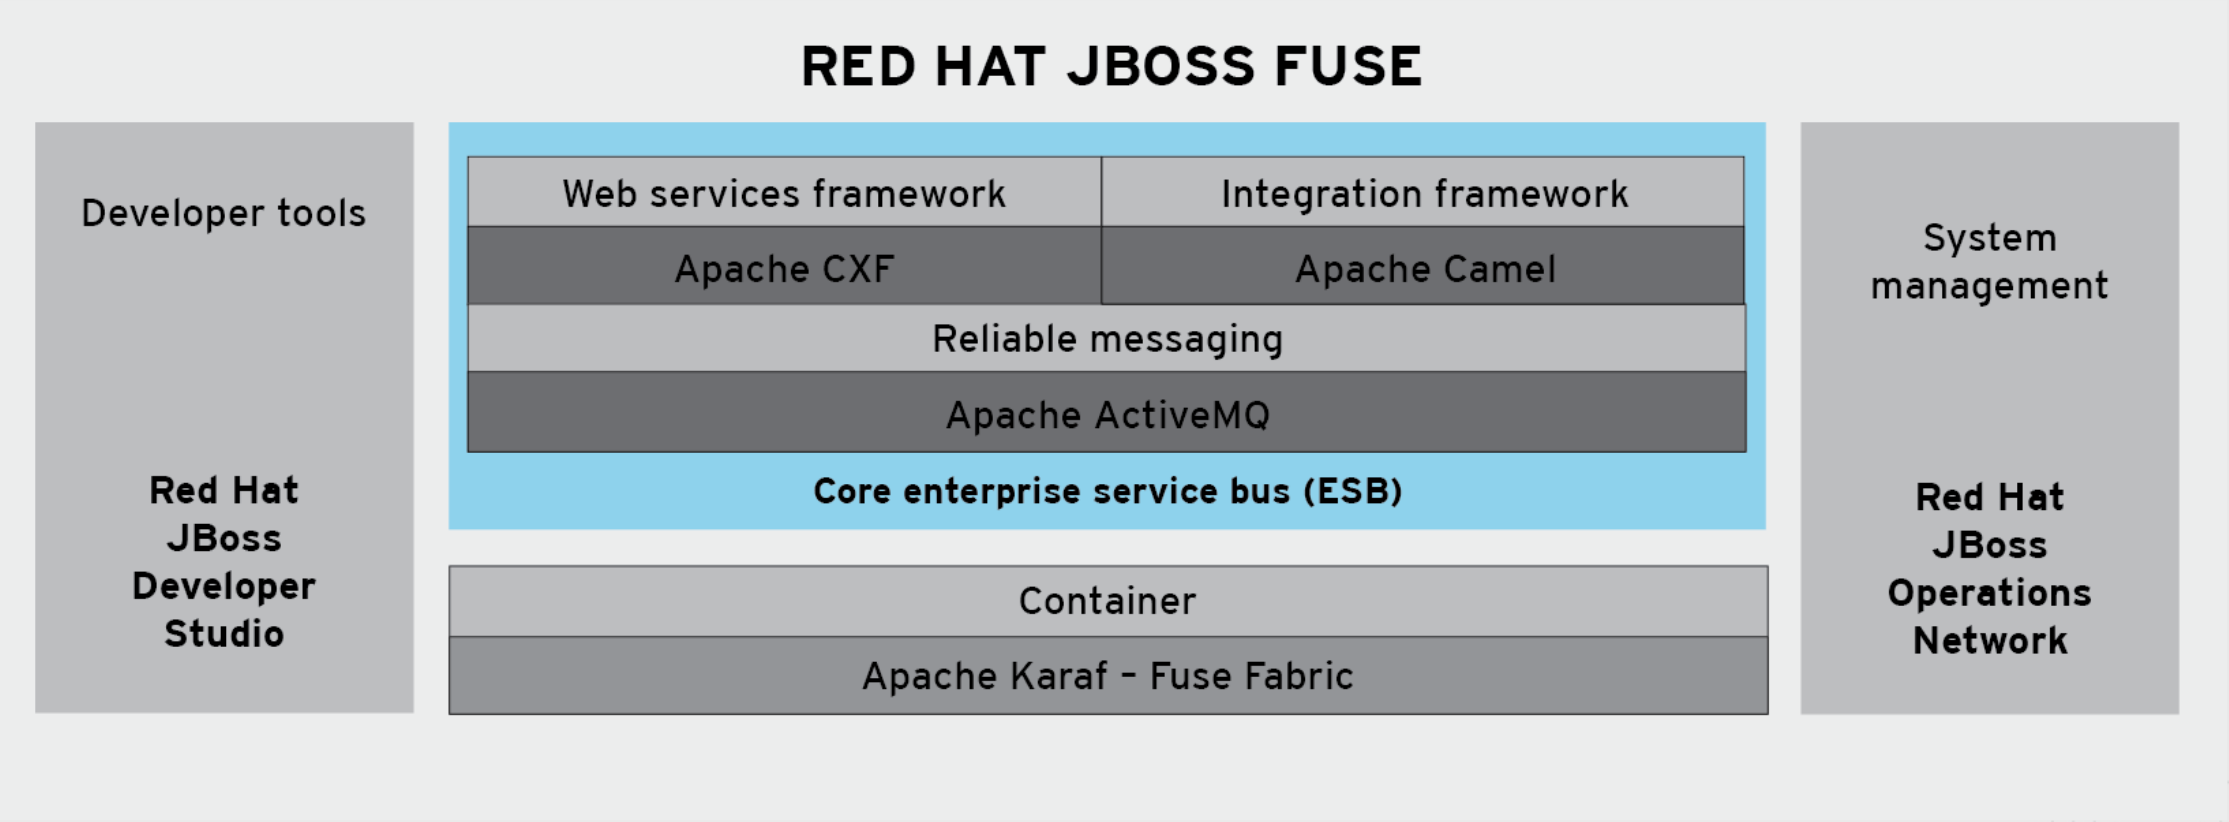 RED HAT JBOSS FUSE
Developer tools
Red Hat
JBoss
Developer
Studio
Web services framework
Integration framework
Apache CXF
Apache Camel
Reliable messaging
Apache ActiveMQ
Core enterprise service bus (ESB)
Container
Apache Karaf – Fuse Fabric
System
management
Red Hat
JBoss
Operations
Network